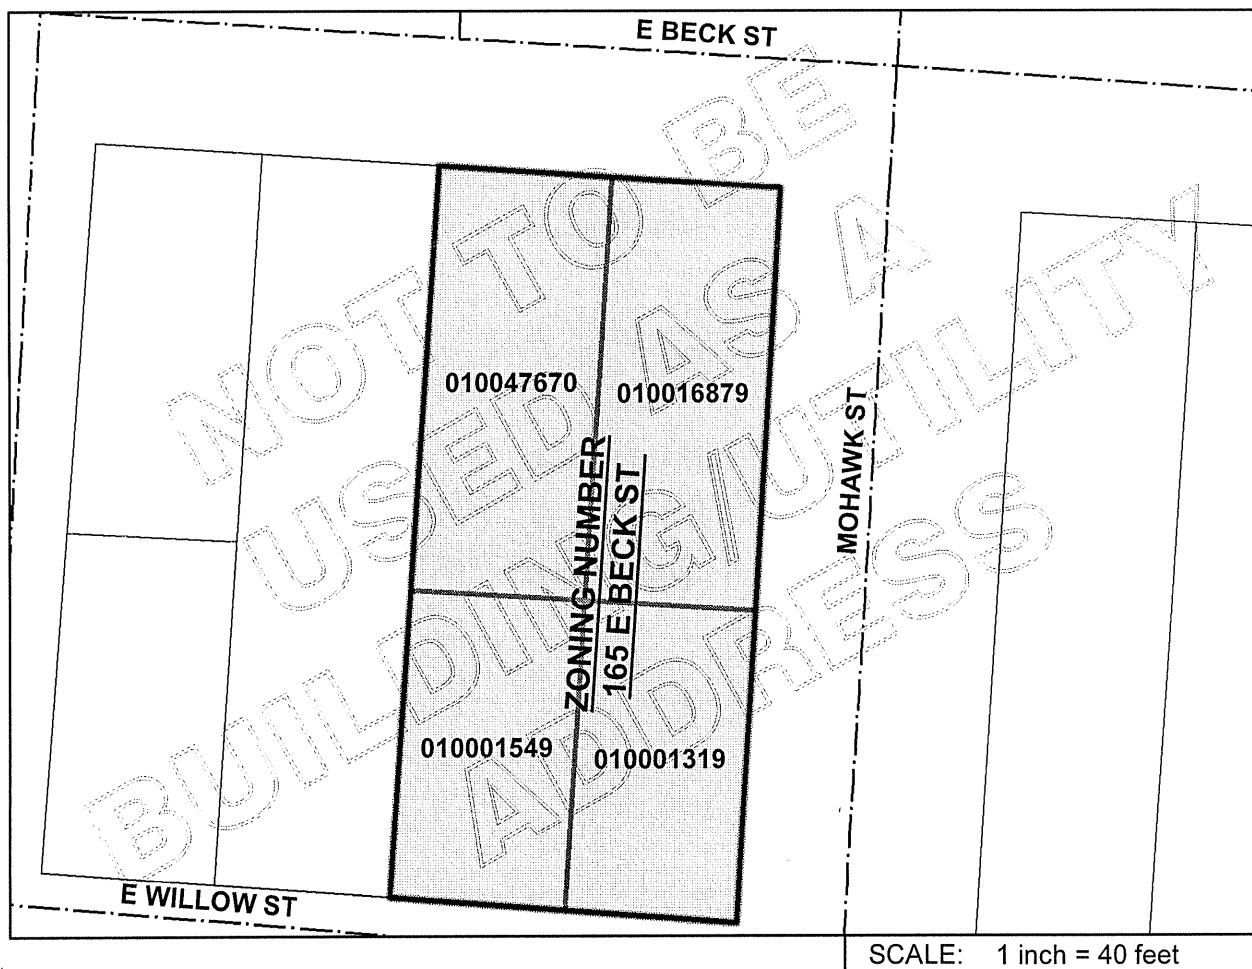 E BECK ST
NOT TO BE
USED AS A
BUILDING/UTILITY
ADDRESS
010047670
010016879
MOHAWK ST
ZONING NUMBER
165 E BECK ST
010001549
010001319
E WILLOW ST
SCALE: 1 inch = 40 feet